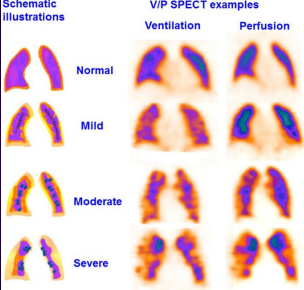 Schematic
illustrations
V/P SPECT examples
Ventilation
Perfusion
Normal
Mild
Moderate
Severe